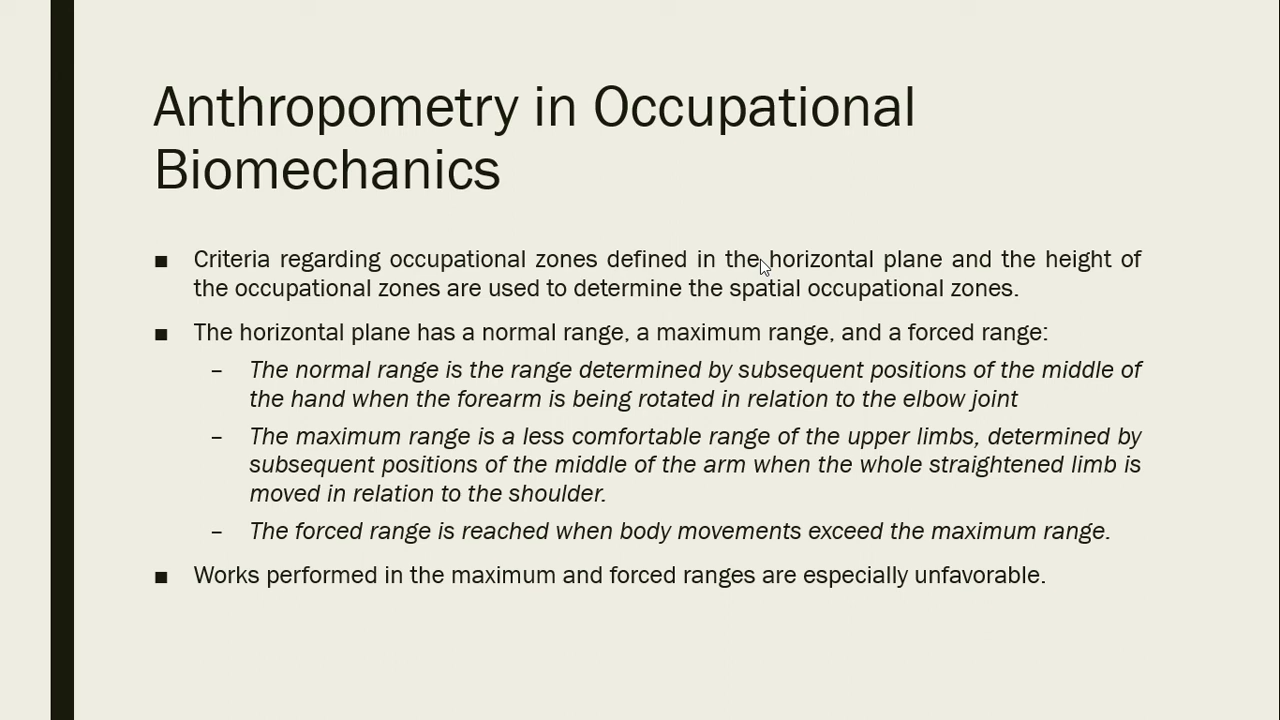 Anthropometry in Occupational
Biomechanics
■ Criteria regarding occupational zones defined in the horizontal plane and the height of
the occupational zones are used to determine the spatial occupational zones.
■ The horizontal plane has a normal range, a maximum range, and a forced range:
– The normal range is the range determined by subsequent positions of the middle of
the hand when the forearm is being rotated in relation to the elbow joint
– The maximum range is a less comfortable range of the upper limbs, determined by
subsequent positions of the middle of the arm when the whole straightened limb is
moved in relation to the shoulder.
– The forced range is reached when body movements exceed the maximum range.
■ Works performed in the maximum and forced ranges are especially unfavorable.